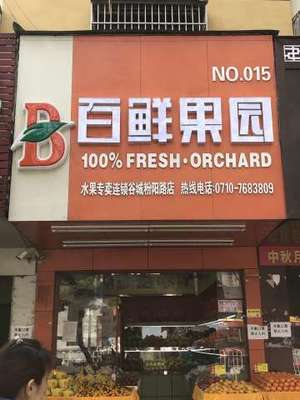 NO.015
B 百鲜果园
100% FRESH·ORCHARD
水果专卖连锁谷城粉阳路店 热线电话:0710-7683809
中秋月